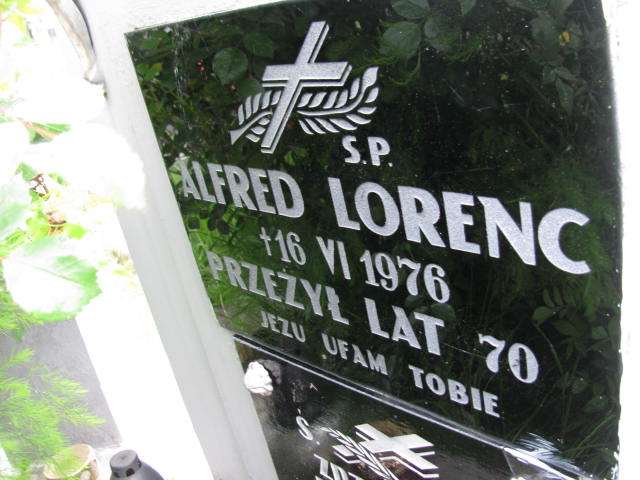 S.P.
ALFRED LORENC
†16 VI 1976
PRZEŻYŁ LAT 70
JEZU UFAM TOBIE
Ś.